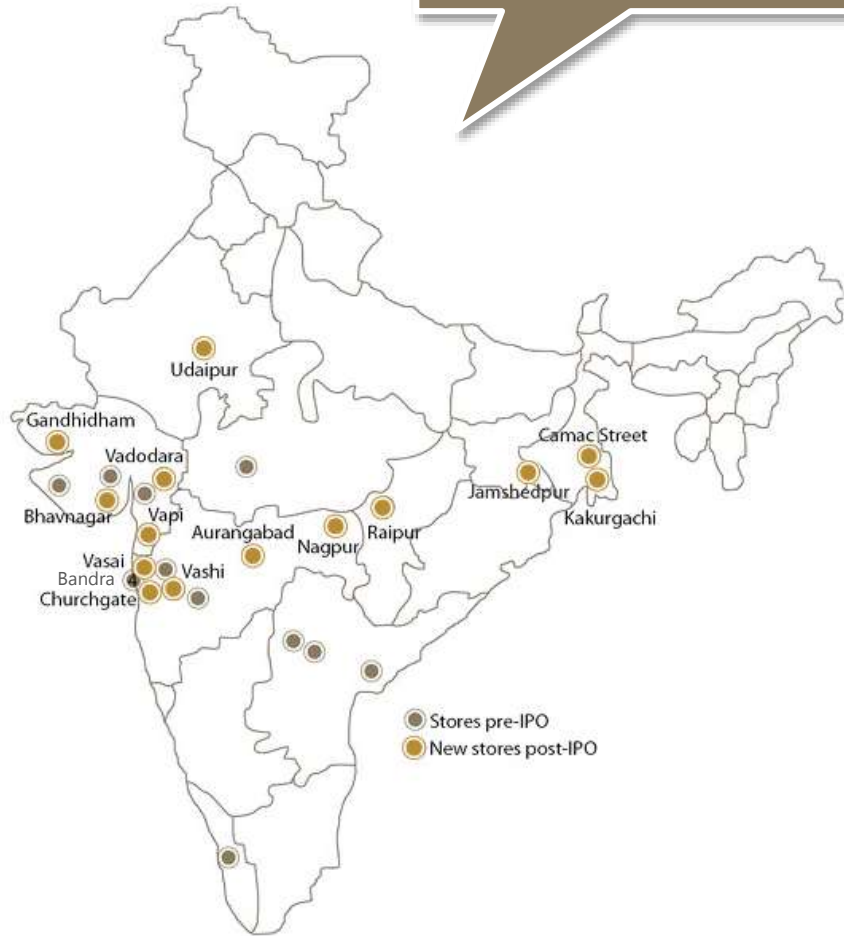 Udaipur
Gandhidham
Vadodara
Camac Street
Jamshedpur
Kakurgachi
Bhavnagar
Vapi
Aurangabad
Nagpur
Raipur
Vasai
Vashi
Bandra
4
Churchgate
Stores pre-IPO
New stores post-IPO